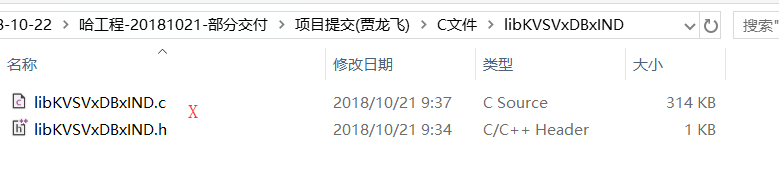 3-10-22 › 哈工程-20181021-部分交付 › 项目提交(贾龙飞) › C文件 › libKVSVxDBxIND 搜索"
名称 修改日期 类型 大小
libKVSVxDBxIND.c 2018/10/21 9:37 C Source 314 KB
X
libKVSVxDBxIND.h 2018/10/21 9:34 C/C++ Header 1 KB